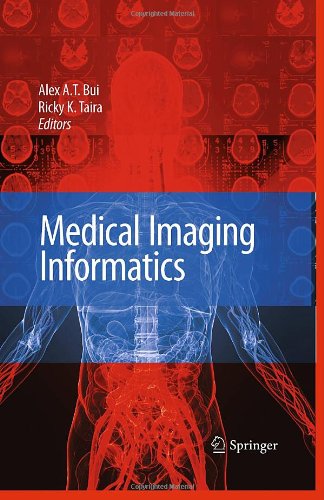 Alex A.T. Bui
Ricky K. Taira
Editors
Medical Imaging
Informatics
Springer